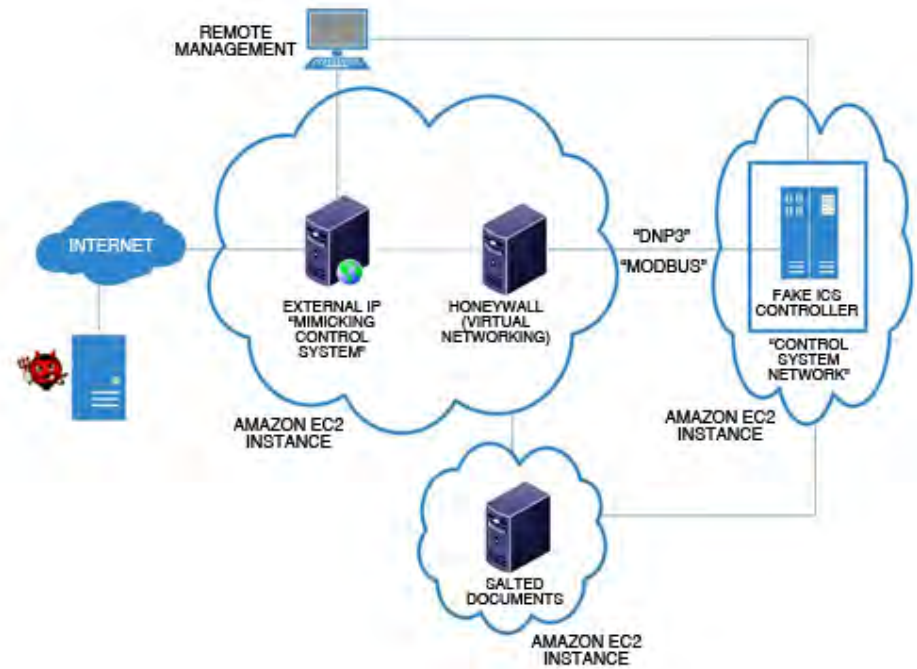 REMOTE
MANAGEMENT
INTERNET
EXTERNAL IP
“MIMICKING
CONTROL
SYSTEM”
HONEYWALL
(VIRTUAL
NETWORKING)
“DNP3”
“MODBUS”
FAKE ICS
CONTROLLER
“CONTROL
SYSTEM
NETWORK”
AMAZON EC2
INSTANCE
AMAZON EC2
INSTANCE
SALTED
DOCUMENTS
AMAZON EC2
INSTANCE